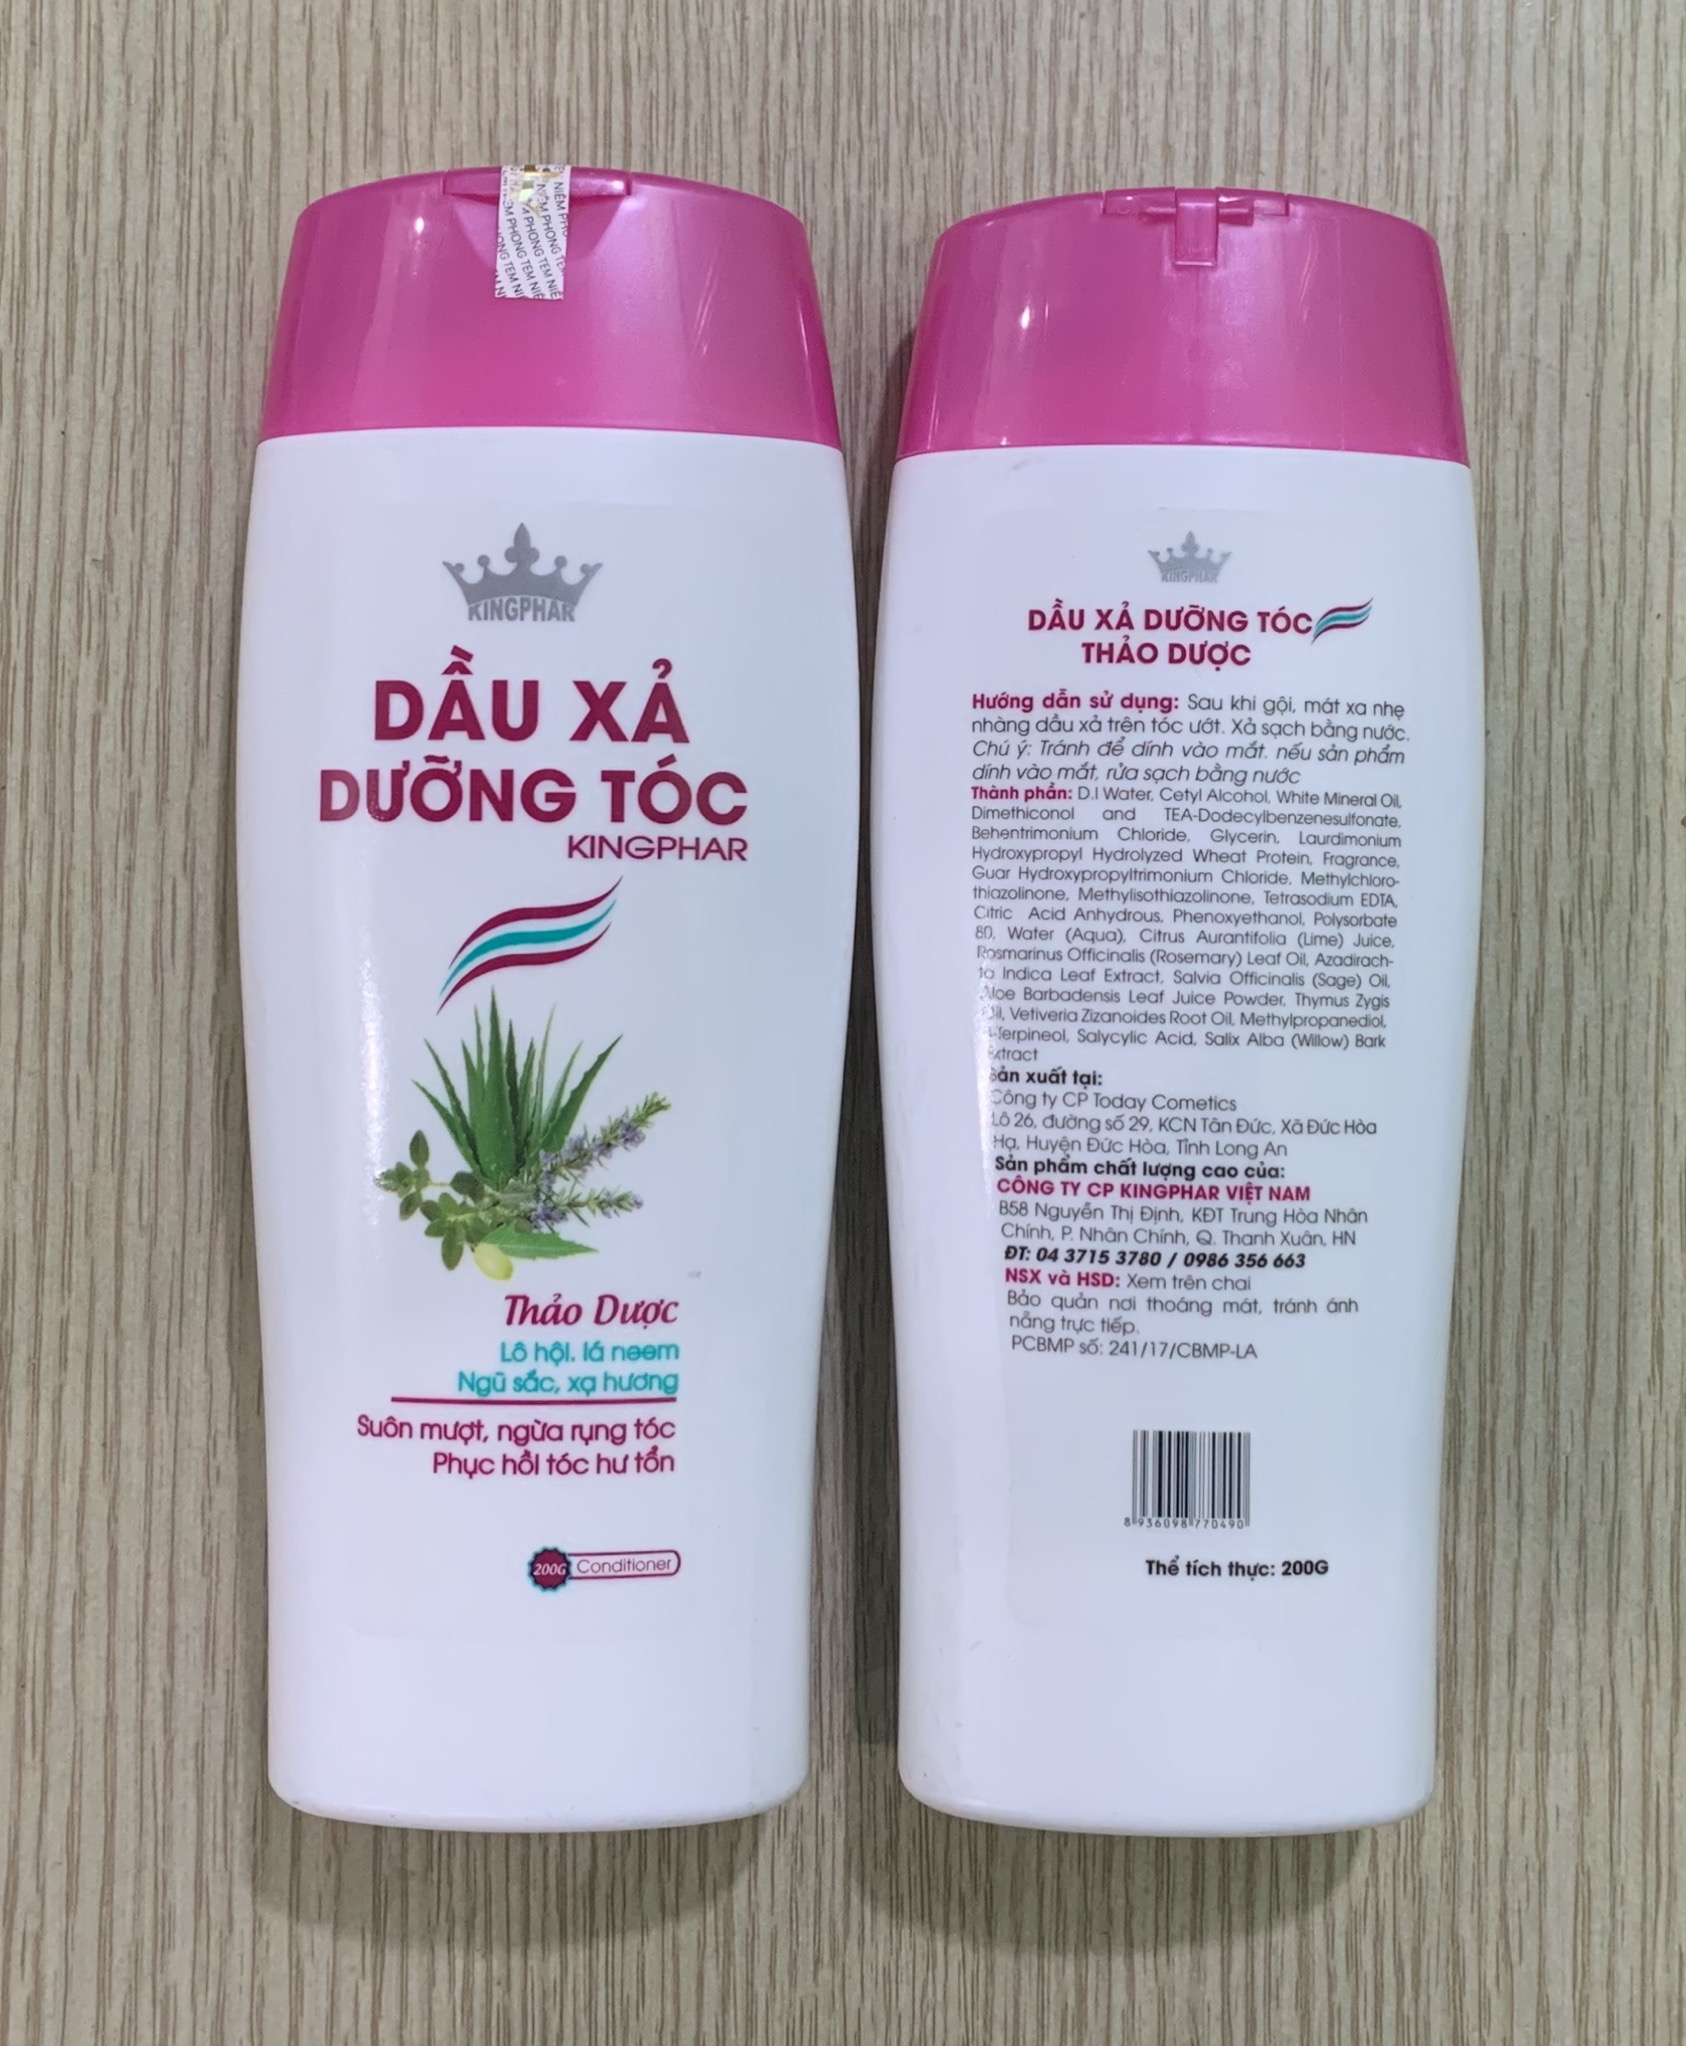 KINGPHAR
DẦU XẢ
DƯỠNG TÓC
KINGPHAR
Thảo Dược
Lô hội. lá neem
Ngũ sắc, xạ hương
Suôn mượt, ngừa rụng tóc
Phục hồi tóc hư tổn
200G Conditioner
KINGPHAR
DẦU XẢ DƯỠNG TÓC
THẢO DƯỢC
Hướng dẫn sử dụng: Sau khi gội, mát xa nhẹ
nhàng dầu xả trên tóc ướt. Xả sạch bằng nước.
Chú ý: Tránh để dính vào mắt. nếu sản phẩm
dính vào mắt, rửa sạch bằng nước
Thành phần: D.I Water, Cetyl Alcohol, White Mineral Oil,
Dimethiconol and TEA-Dodecylbenzenesulfonate,
Behentrimonium Chloride, Glycerin, Laurdimonium
Hydroxypropyl Hydrolyzed Wheat Protein, Fragrance,
Guar Hydroxypropyltrimonium Chloride, Methylchloro-
thiazolinone, Methylisothiazolinone, Tetrasodium EDTA,
Citric Acid Anhydrous, Phenoxyethanol, Polysorbate
80, Water (Aqua), Citrus Aurantifolia (Lime) Juice,
Rosmarinus Officinalis (Rosemary) Leaf Oil, Azadirach-
ta Indica Leaf Extract, Salvia Officinalis (Sage) Oil,
Aloe Barbadensis Leaf Juice Powder, Thymus Zygis
Oil, Vetiveria Zizanoides Root Oil, Methylpropanediol,
Salycylic Acid, Salix Alba (Willow) Bark
Extract
Sản xuất tại:
Công ty CP Today Cometics
Lô 26, đường số 29, KCN Tân Đức, Xã Đức Hòa
Hạ, Huyện Đức Hòa, Tỉnh Long An
Sản phẩm chất lượng cao của:
CÔNG TY CP KINGPHAR VIỆT NAM
B58 Nguyễn Thị Định, KĐT Trung Hòa Nhân
Chính, P. Nhân Chính, Q. Thanh Xuân, HN
ĐT: 04 3715 3780 / 0986 356 663
NSX và HSD: Xem trên chai
Bảo quản nơi thoáng mát, tránh ánh
nắng trực tiếp.
PCBMP số: 241/17/CBMP-LA
8 936098 770490
Thể tích thực: 200G